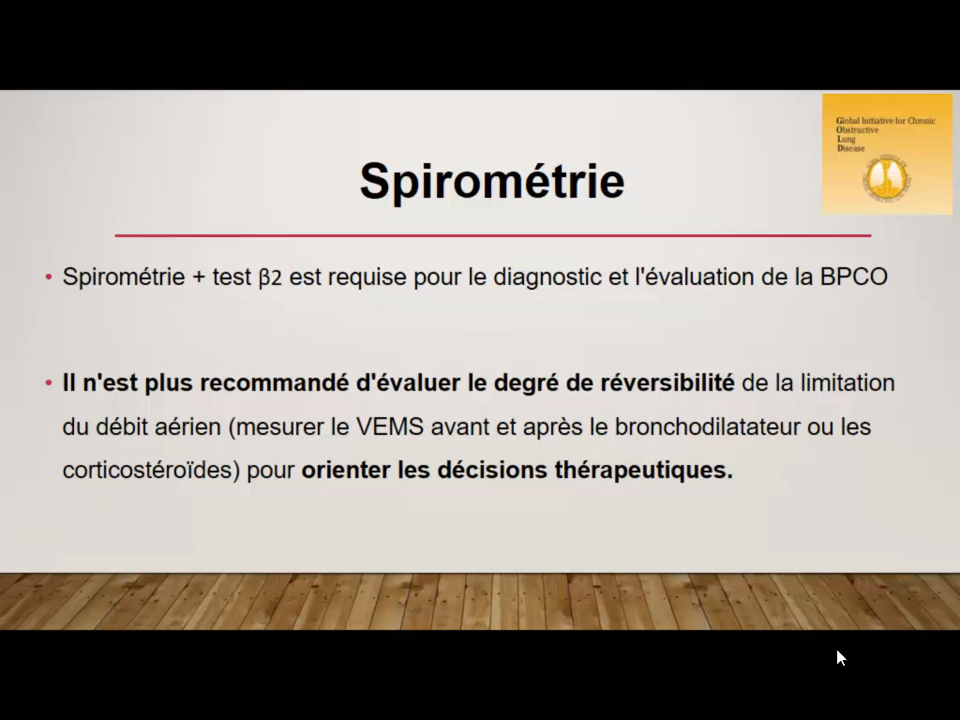 Global Initiative for Chronic
Obstructive
Lung
Disease
Spirométrie
• Spirométrie + test β2 est requise pour le diagnostic et l'évaluation de la BPCO
• Il n'est plus recommandé d'évaluer le degré de réversibilité de la limitation
du débit aérien (mesurer le VEMS avant et après le bronchodilatateur ou les
corticostéroïdes) pour orienter les décisions thérapeutiques.